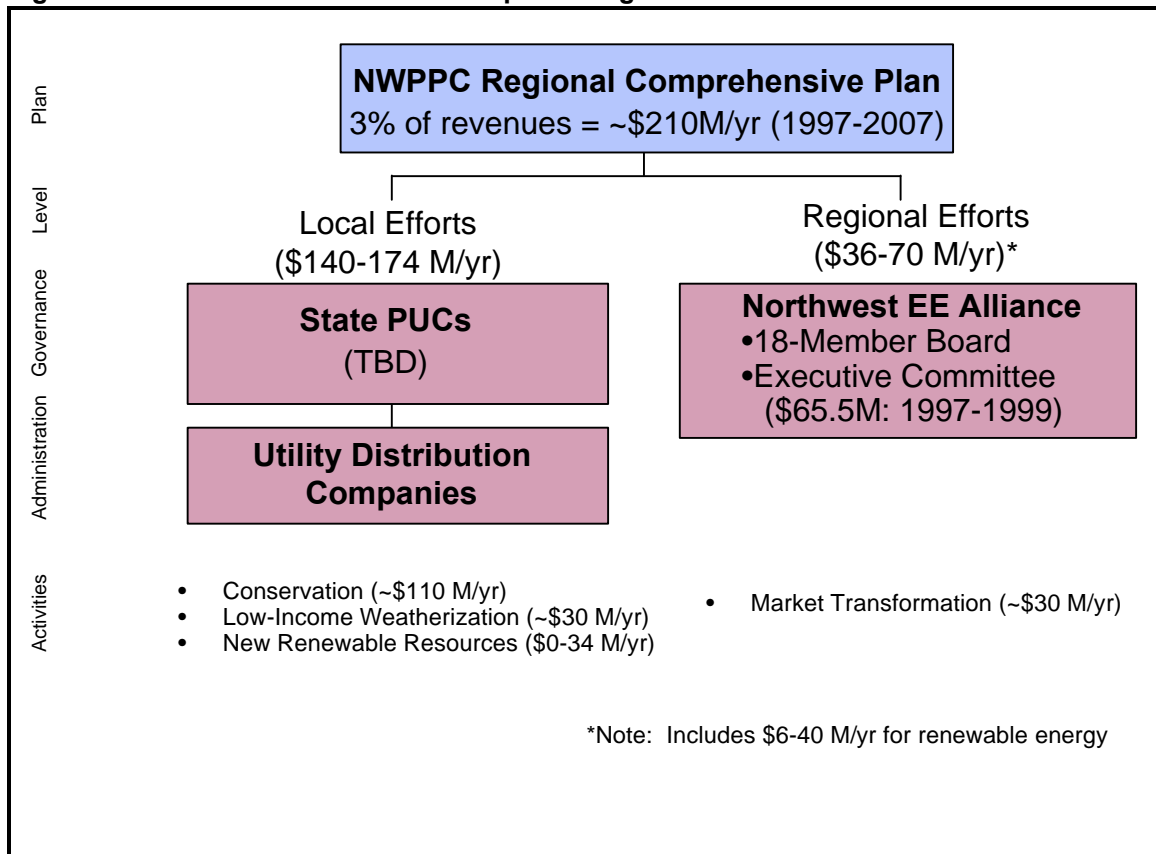 NWPPC Regional Comprehensive Plan
3% of revenues = ~$210M/yr (1997-2007)
Plan
Level
Local Efforts
($140-174 M/yr)
Regional Efforts
($36-70 M/yr)*
Governance
State PUCs
(TBD)
Northwest EE Alliance
•18-Member Board
•Executive Committee
($65.5M: 1997-1999)
Administration
Utility Distribution
Companies
Activities
• Conservation (~$110 M/yr)
• Low-Income Weatherization (~$30 M/yr)
• New Renewable Resources ($0-34 M/yr)
• Market Transformation (~$30 M/yr)
*Note: Includes $6-40 M/yr for renewable energy